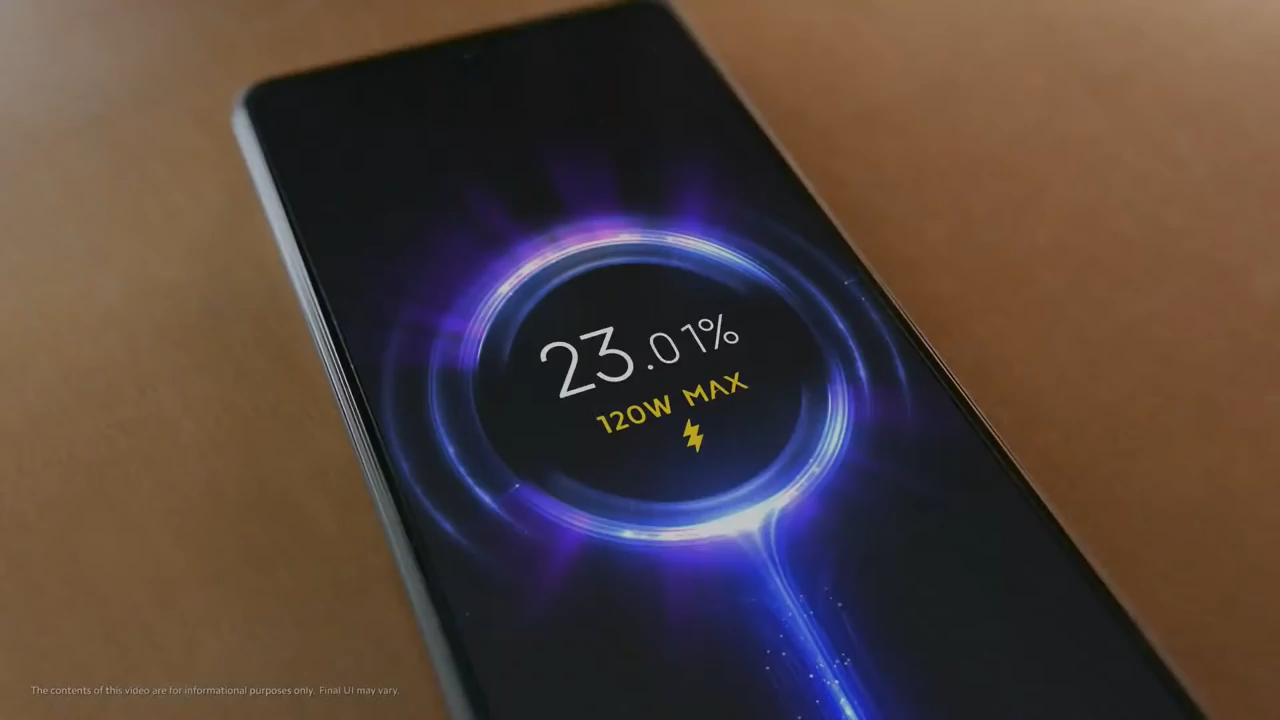 23.01%
120W MAX
The contents of this video are for informational purposes only. Final UI may vary.